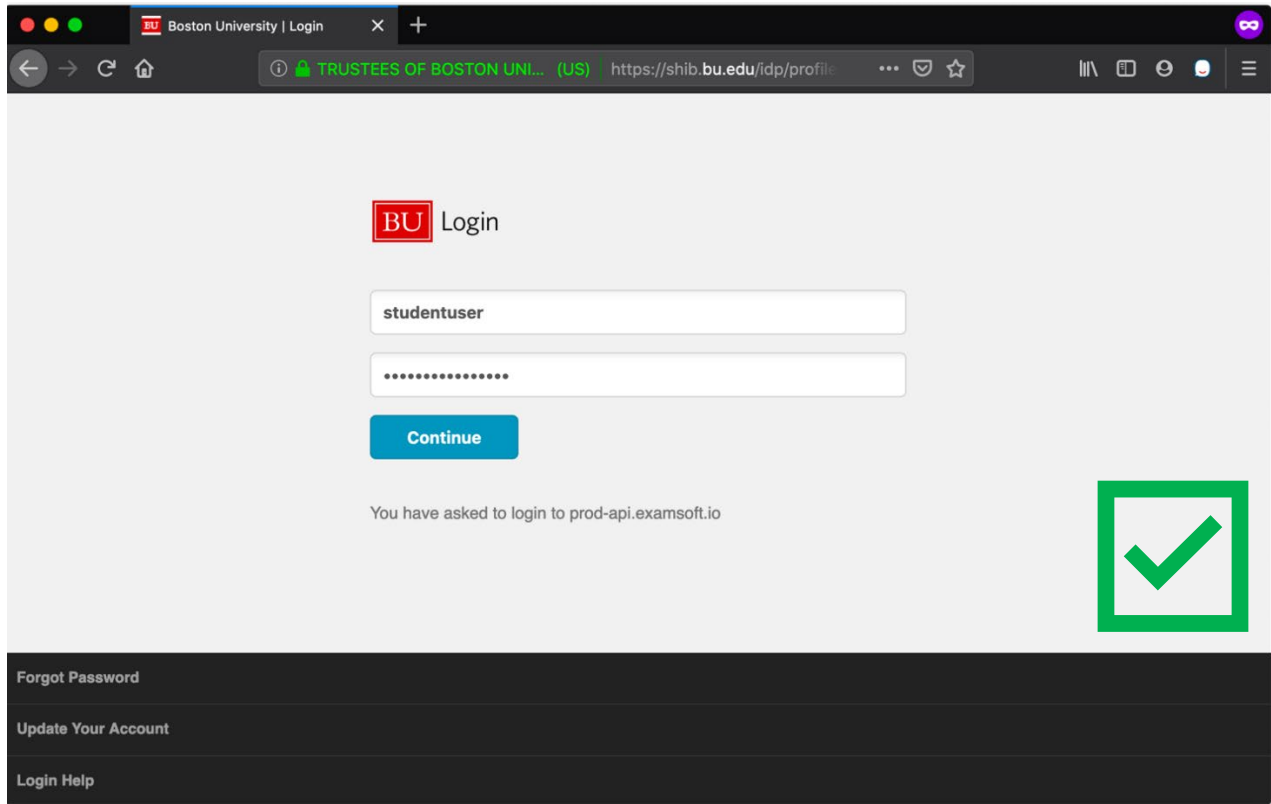 BU Boston University | Login
TRUSTEES OF BOSTON UNI... (US) https://shib.bu.edu/idp/profile
BU Login
studentuser
••••••••••••••••
Continue
You have asked to login to prod-api.examsoft.io
Forgot Password
Update Your Account
Login Help